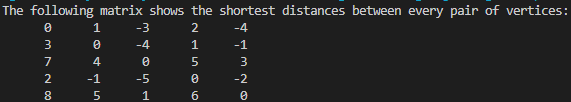 The following matrix shows the shortest distances between every pair of vertices:
0 1 -3 2 -4
3 0 -4 1 -1
7 4 0 5 3
2 -1 -5 0 -2
8 5 1 6 0